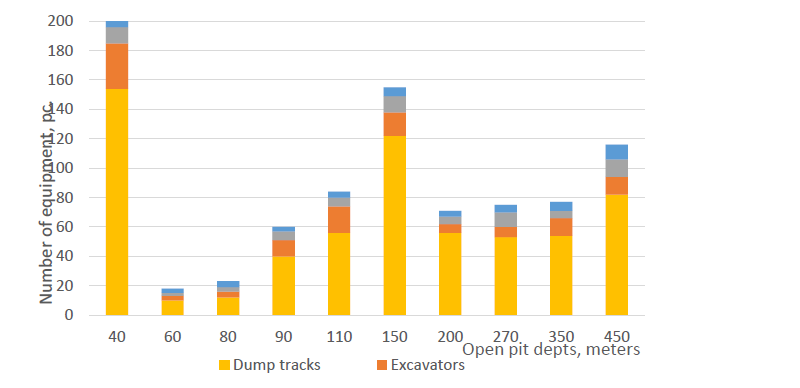 200
180
160
140
120
100
80
60
40
20
0
Number of equipment, pc.
40 60 80 90 110 150 200 270 350 450
Open pit depts, meters
Dump tracks Excavators